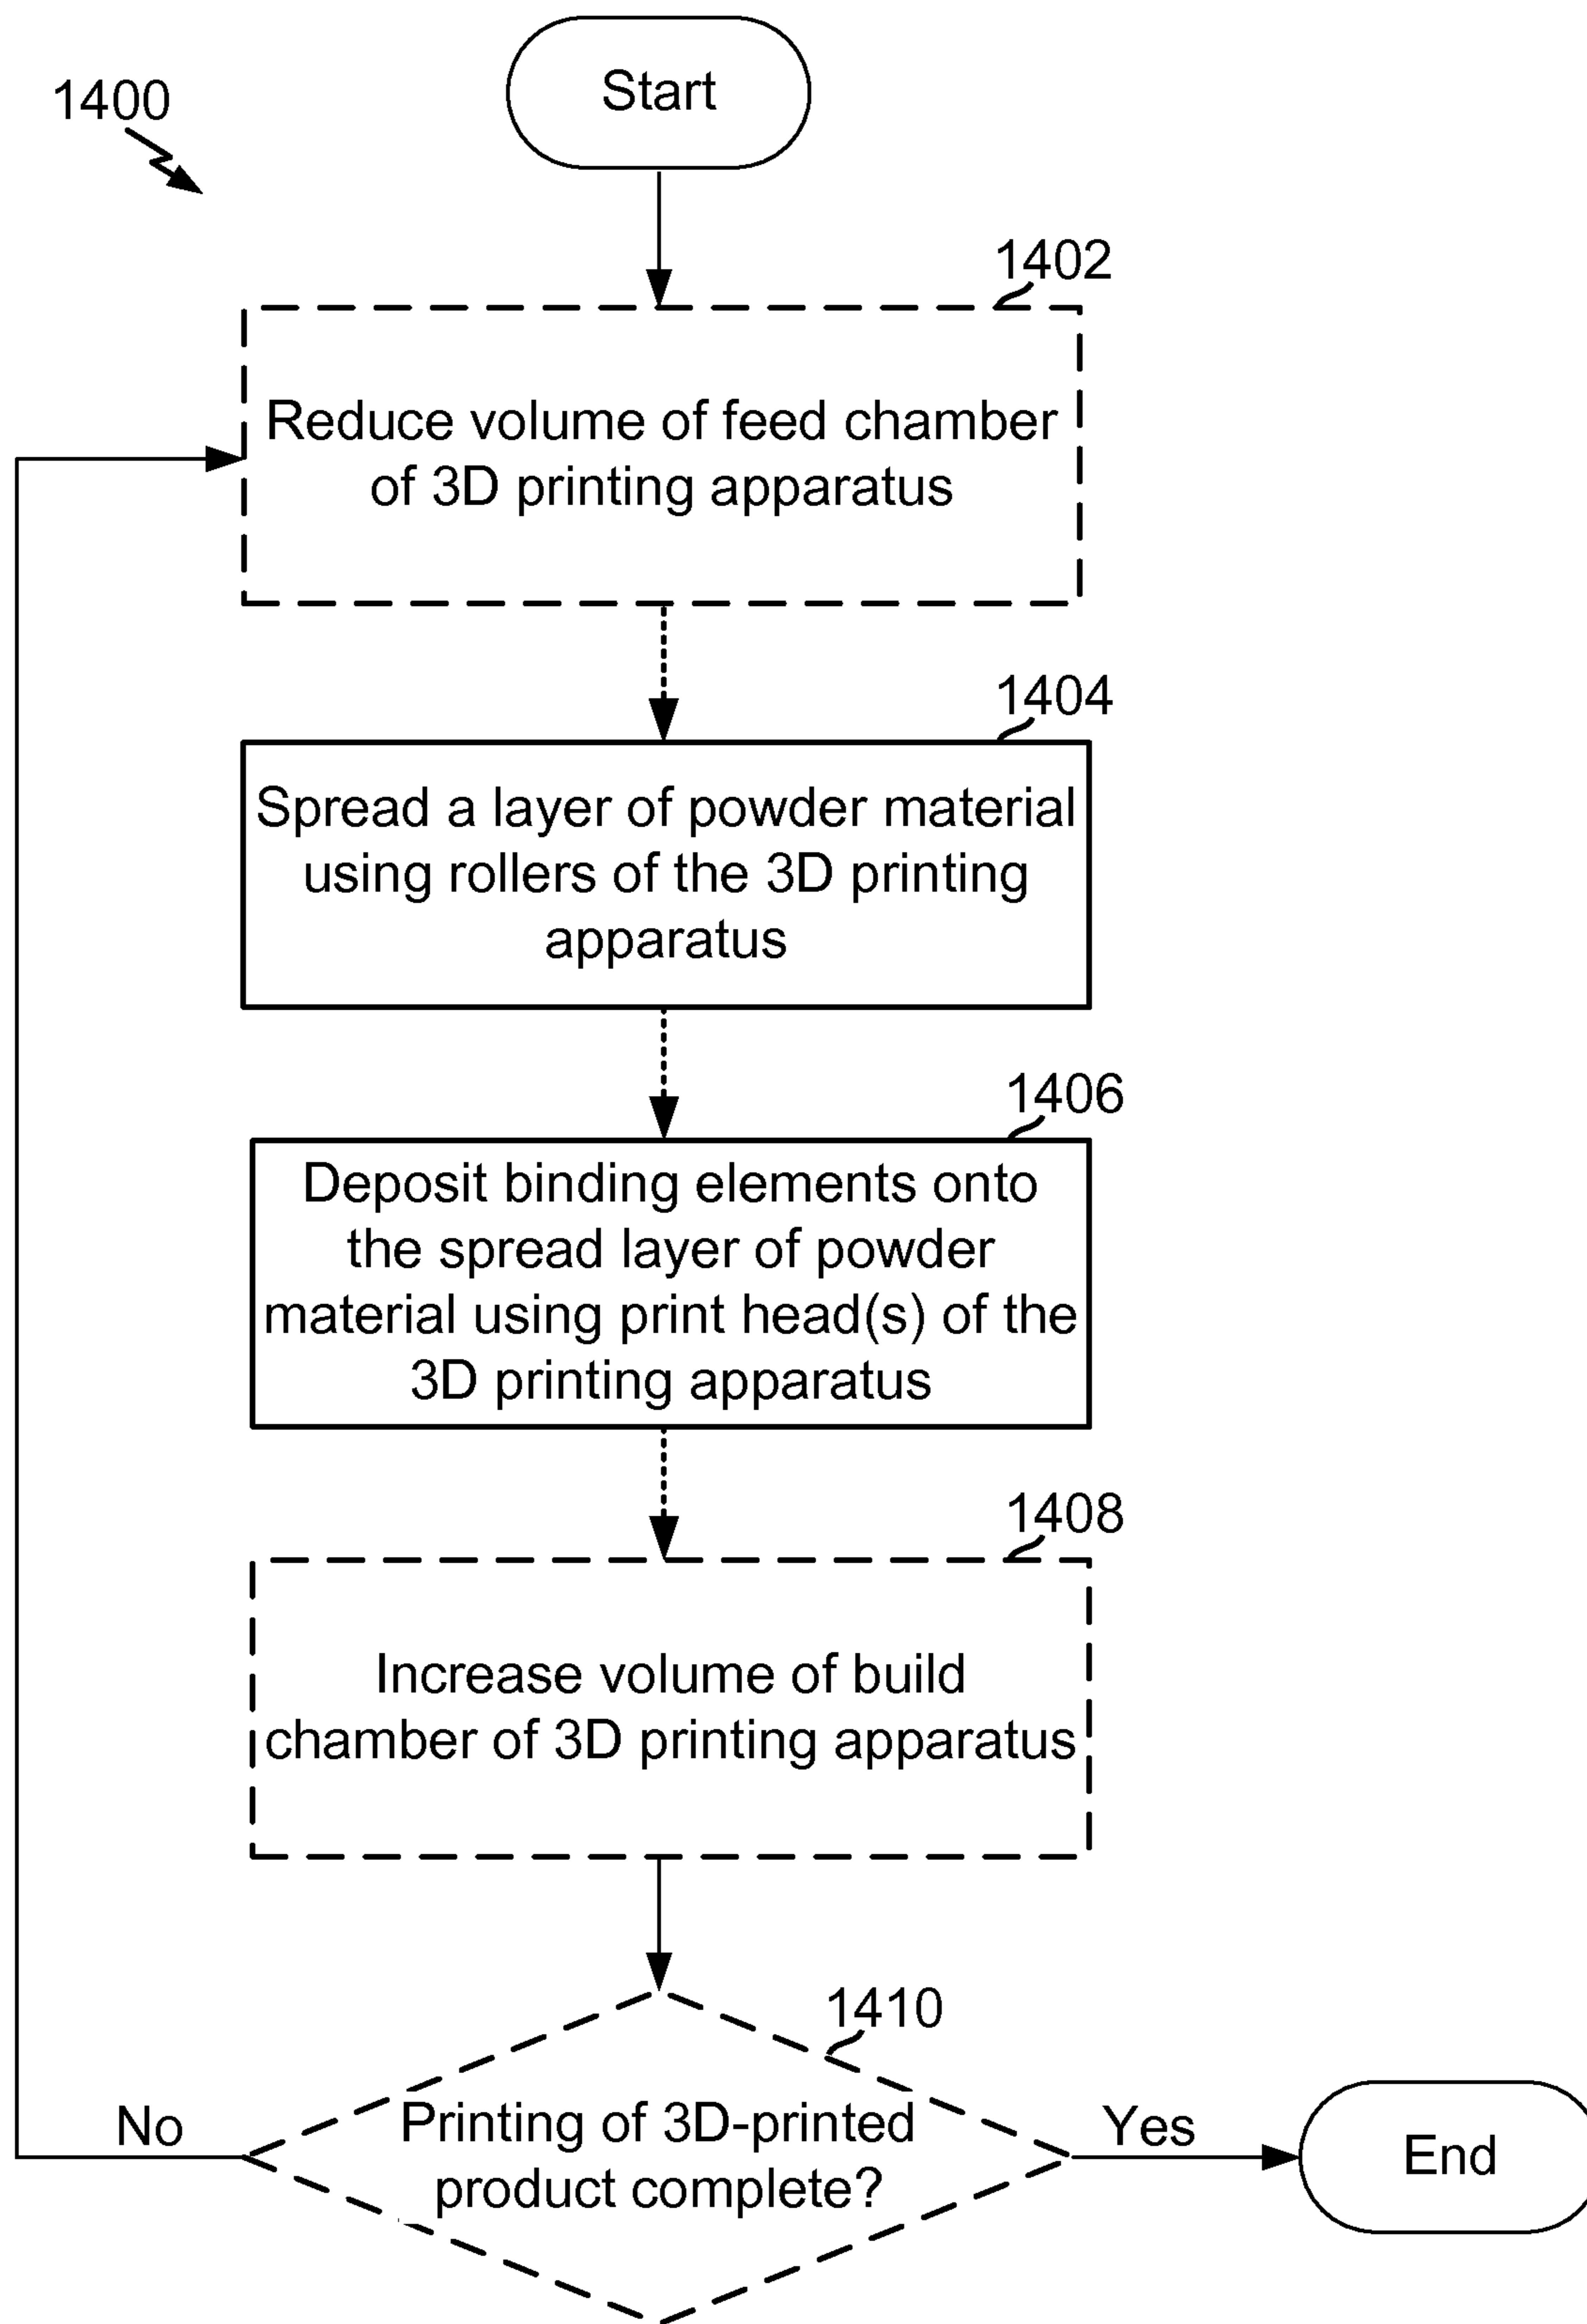 1400
Start
1402
Reduce volume of feed chamber
of 3D printing apparatus
1404
Spread a layer of powder material
using rollers of the 3D printing
apparatus
1406
Deposit binding elements onto
the spread layer of powder
material using print head(s) of the
3D printing apparatus
1408
Increase volume of build
chamber of 3D printing apparatus
1410
Printing of 3D-printed
product complete?
No
Yes
End